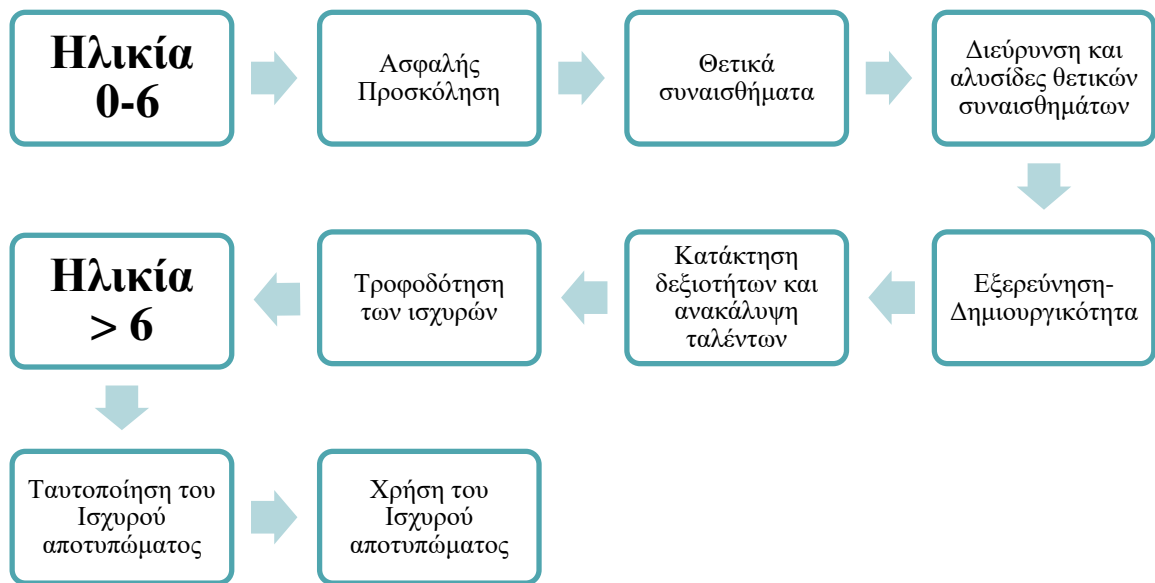 Ηλικία
0-6
Ασφαλής
Προσκόληση
Θετικά
συναισθήματα
Διεύρυνση και
αλυσίδες θετικών
συναισθημάτων
Εξερεύνηση-
Δημιουργικότητα
Κατάκτηση
δεξιοτήτων και
ανακάλυψη
ταλέντων
Τροφοδότηση
των ισχυρών
Ηλικία
> 6
Ταυτοποίηση του
Ισχυρού
αποτυπώματος
Χρήση του
Ισχυρού
αποτυπώματος